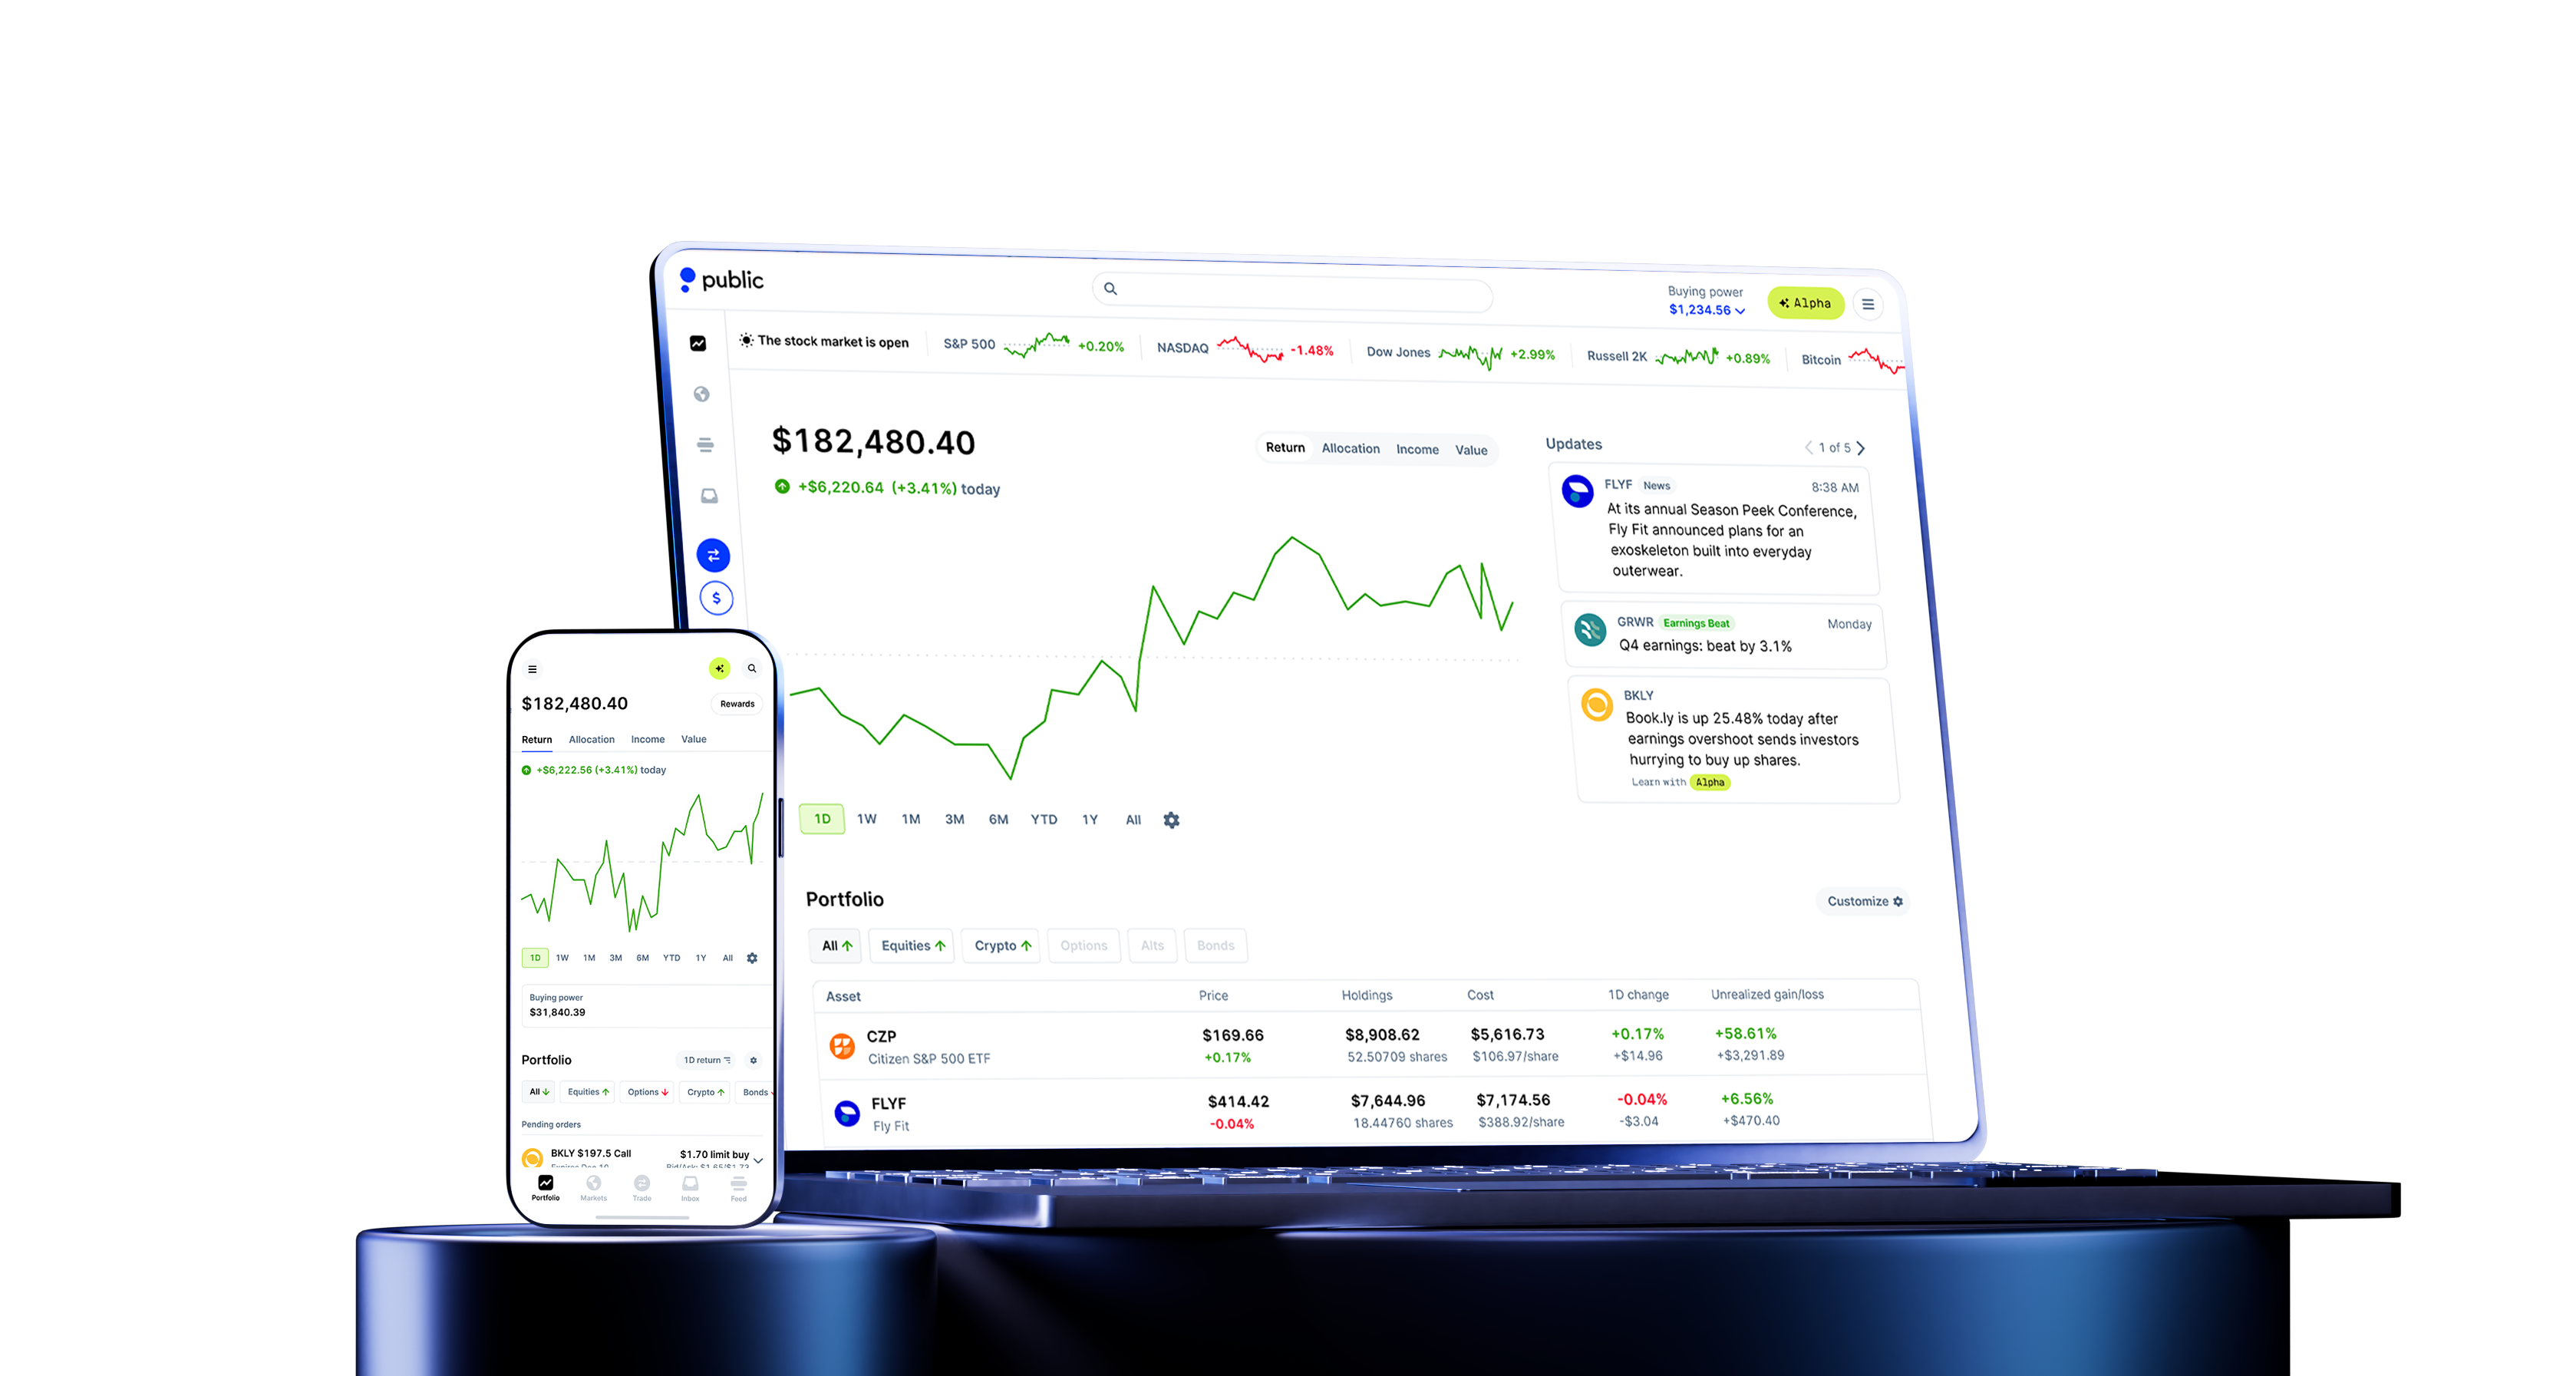 public
Buying power
$1,234.56
Alpha
The stock market is open
S&P 500 +0.20%
NASDAQ -1.48%
Dow Jones +2.99%
Russell 2K +0.89%
Bitcoin
$182,480.40
+$6,220.64 (+3.41%) today
Return Allocation Income Value
Updates
1 of 5
FLYF News 8:38 AM
At its annual Season Peek Conference,
Fly Fit announced plans for an
exoskeleton built into everyday
outerwear.
GRWR Earnings Beat Monday
Q4 earnings: beat by 3.1%
BKLY
Book.ly is up 25.48% today after
earnings overshoot sends investors
hurrying to buy up shares.
Learn with Alpha
1D 1W 1M 3M 6M YTD 1Y All
Portfolio
Customize
All Equities Crypto Options Alts Bonds
Asset Price Holdings Cost 1D change Unrealized gain/loss
CZP $169.66 $8,908.62 $5,616.73 +0.17% +58.61%
Citizen S&P 500 ETF +0.17% 52.50709 shares $106.97/share +$14.96 +$3,291.89
FLYF $414.42 $7,644.96 $7,174.56 -0.04% +6.56%
Fly Fit -0.04% 18.44760 shares $388.92/share -$3.04 +$470.40
$182,480.40
Rewards
Return Allocation Income Value
+$6,222.56 (+3.41%) today
1D 1W 1M 3M 6M YTD 1Y All
Buying power
$31,840.39
Portfolio
1D return
All Equities Options Crypto Bonds
Pending orders
BKLY $197.5 Call $1.70 limit buy
Portfolio Markets Trade Inbox Feed